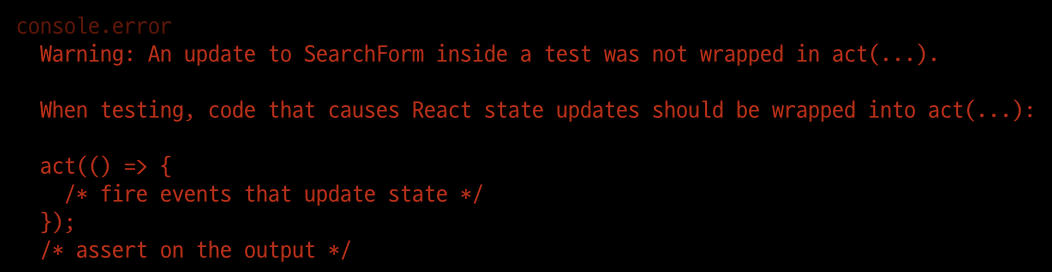 console.error
Warning: An update to SearchForm inside a test was not wrapped in act(...).
When testing, code that causes React state updates should be wrapped into act(...):
act(() => {
/* fire events that update state */
});
/* assert on the output */